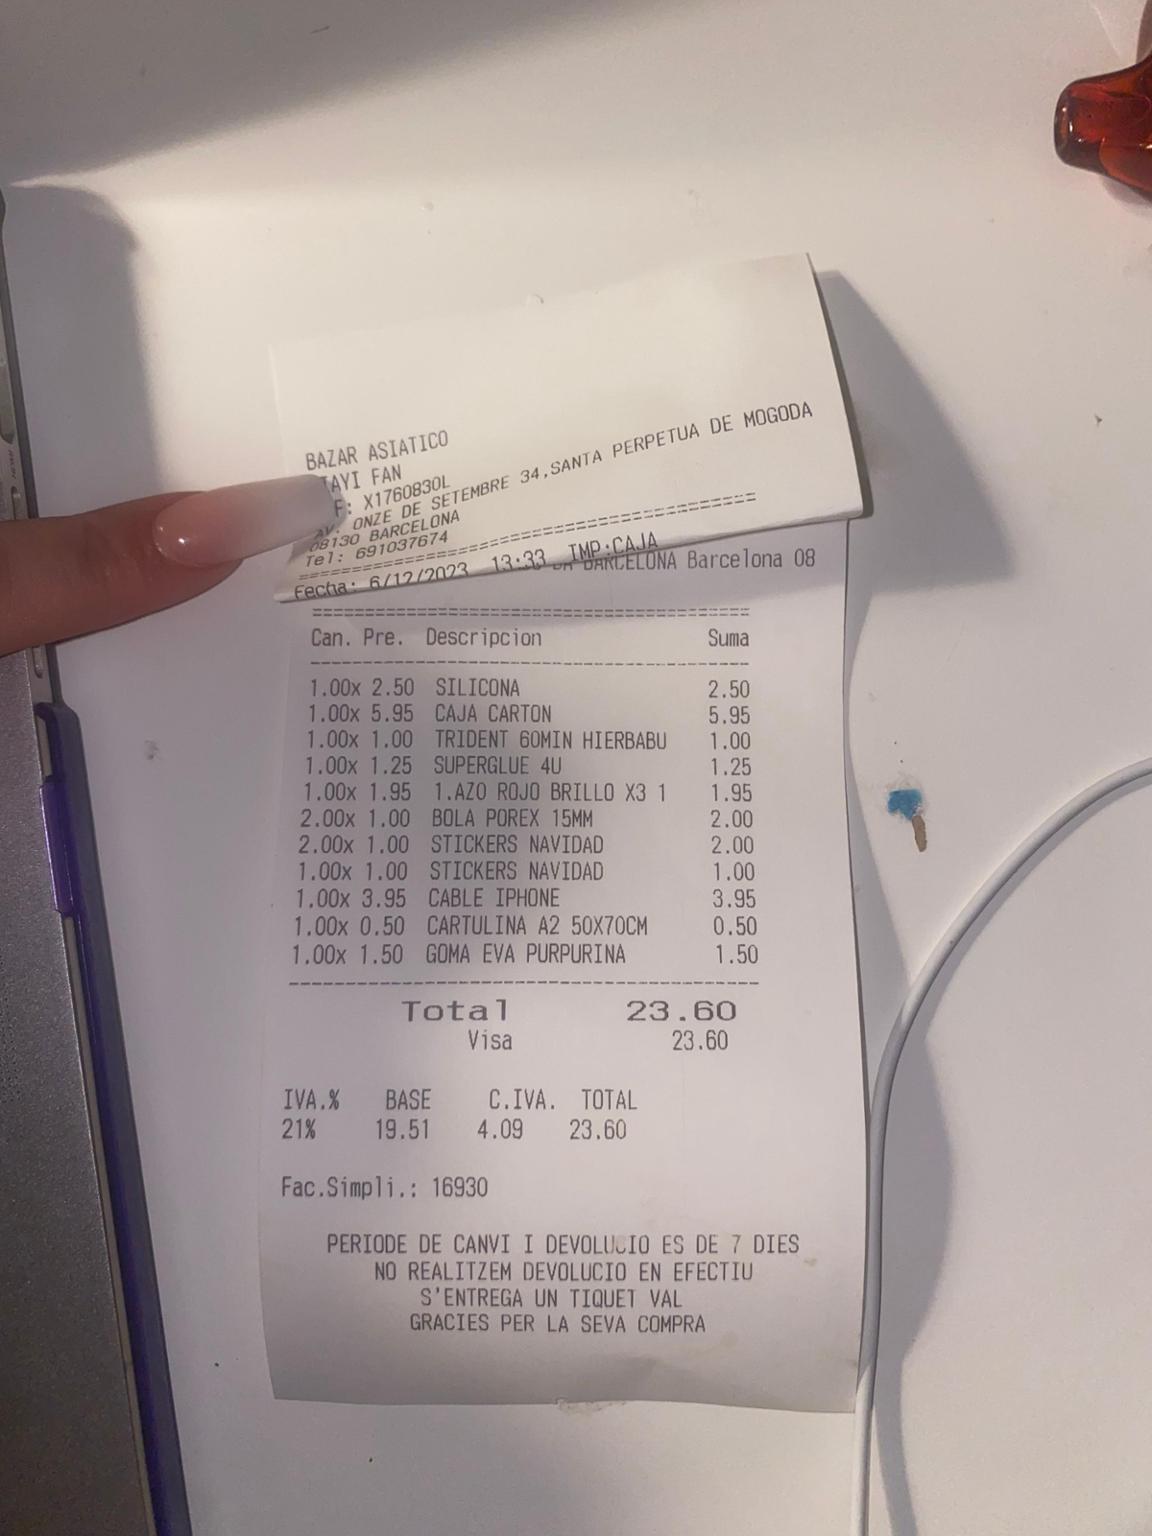 BAZAR ASIATICO
FAN
X1760830L
AV. ONZE DE SETEMBRE 34,SANTA PERPETUA DE MOGODA
08130 BARCELONA
Tel: 691037674
================================================
Fecha: 6/12/2023 13:33 TMP:CAJA
BARCELONA Barcelona 08
================================================
Can. Pre. Descripcion Suma
------------------------------------------------
1.00x 2.50 SILICONA 2.50
1.00x 5.95 CAJA CARTON 5.95
1.00x 1.00 TRIDENT 60MIN HIERBABU 1.00
1.00x 1.25 SUPERGLUE 4U 1.25
1.00x 1.95 1.AZO ROJO BRILLO X3 1 1.95
2.00x 1.00 BOLA POREX 15MM 2.00
2.00x 1.00 STICKERS NAVIDAD 2.00
1.00x 1.00 STICKERS NAVIDAD 1.00
1.00x 3.95 CABLE IPHONE 3.95
1.00x 0.50 CARTULINA A2 50X70CM 0.50
1.00x 1.50 GOMA EVA PURPURINA 1.50
------------------------------------------------
Total 23.60
Visa 23.60
IVA.% BASE C.IVA. TOTAL
21% 19.51 4.09 23.60
Fac.Simpli.: 16930
PERIODE DE CANVI I DEVOLUCIO ES DE 7 DIES
NO REALITZEM DEVOLUCIO EN EFECTIU
S'ENTREGA UN TIQUET VAL
GRACIES PER LA SEVA COMPRA